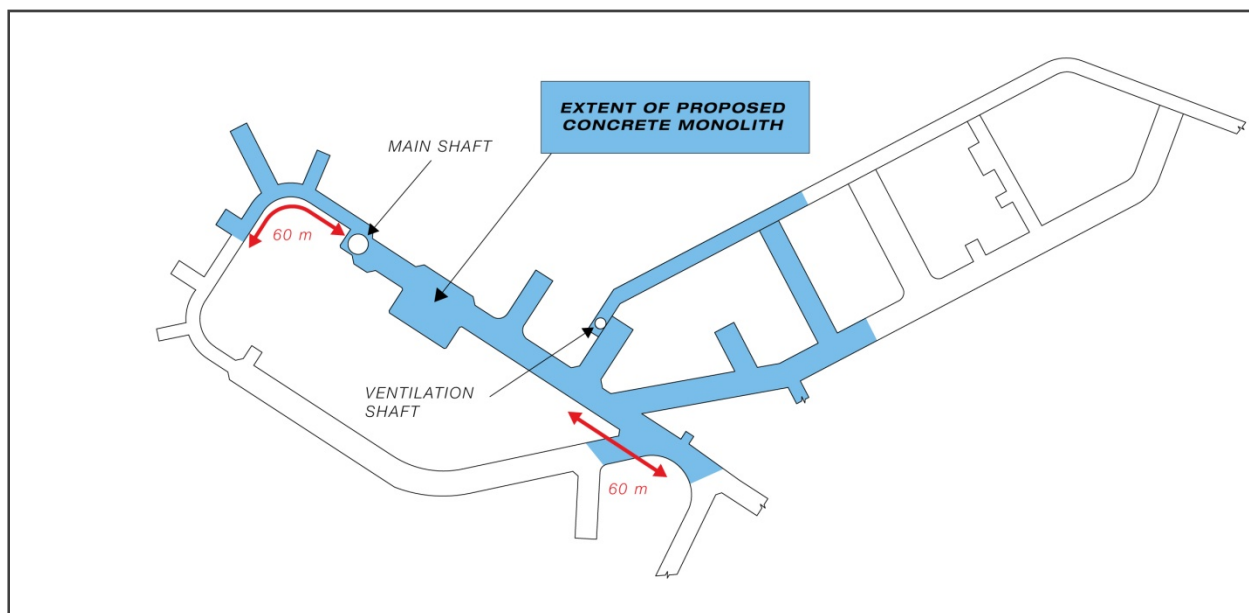 EXTENT OF PROPOSED
CONCRETE MONOLITH
MAIN SHAFT
60 m
VENTILATION
SHAFT
60 m